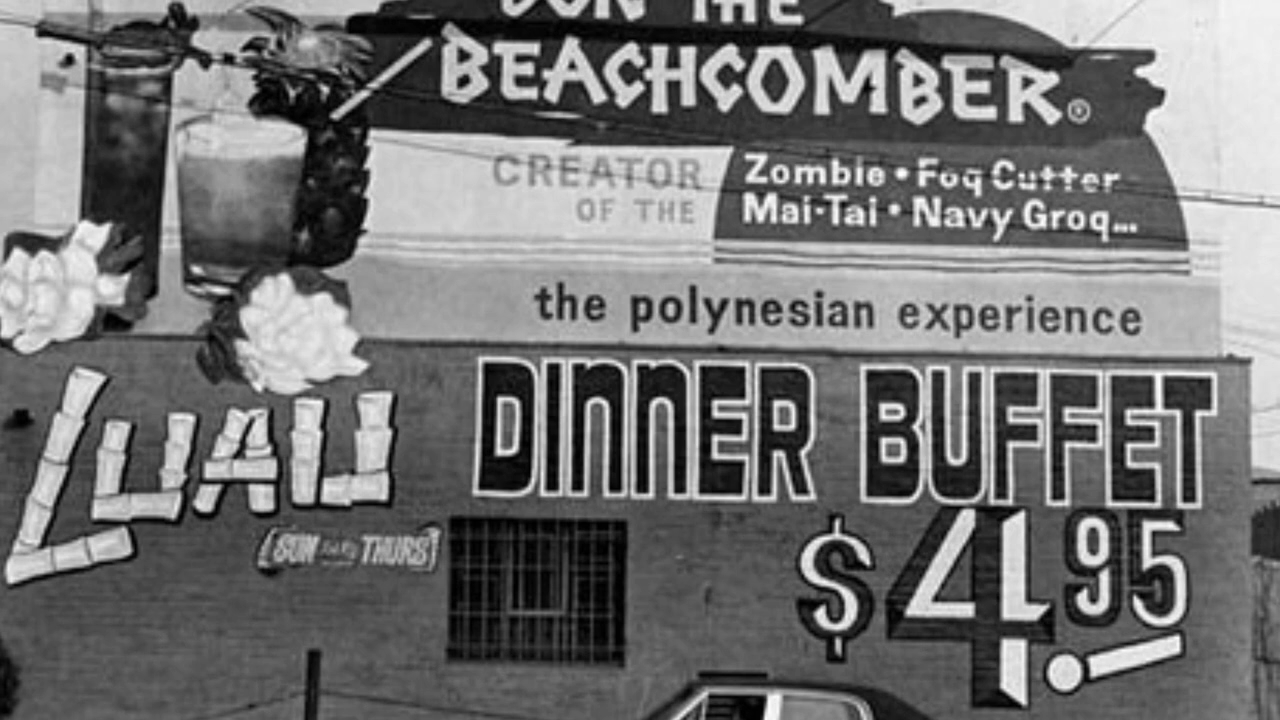 DON THE
BEACHCOMBER®
CREATOR
OF THE
Zombie • Fog Cutter
Mai-Tai • Navy Grog...
the polynesian experience
LUAU
(SUN THURS)
DINNER BUFFET
$4.95